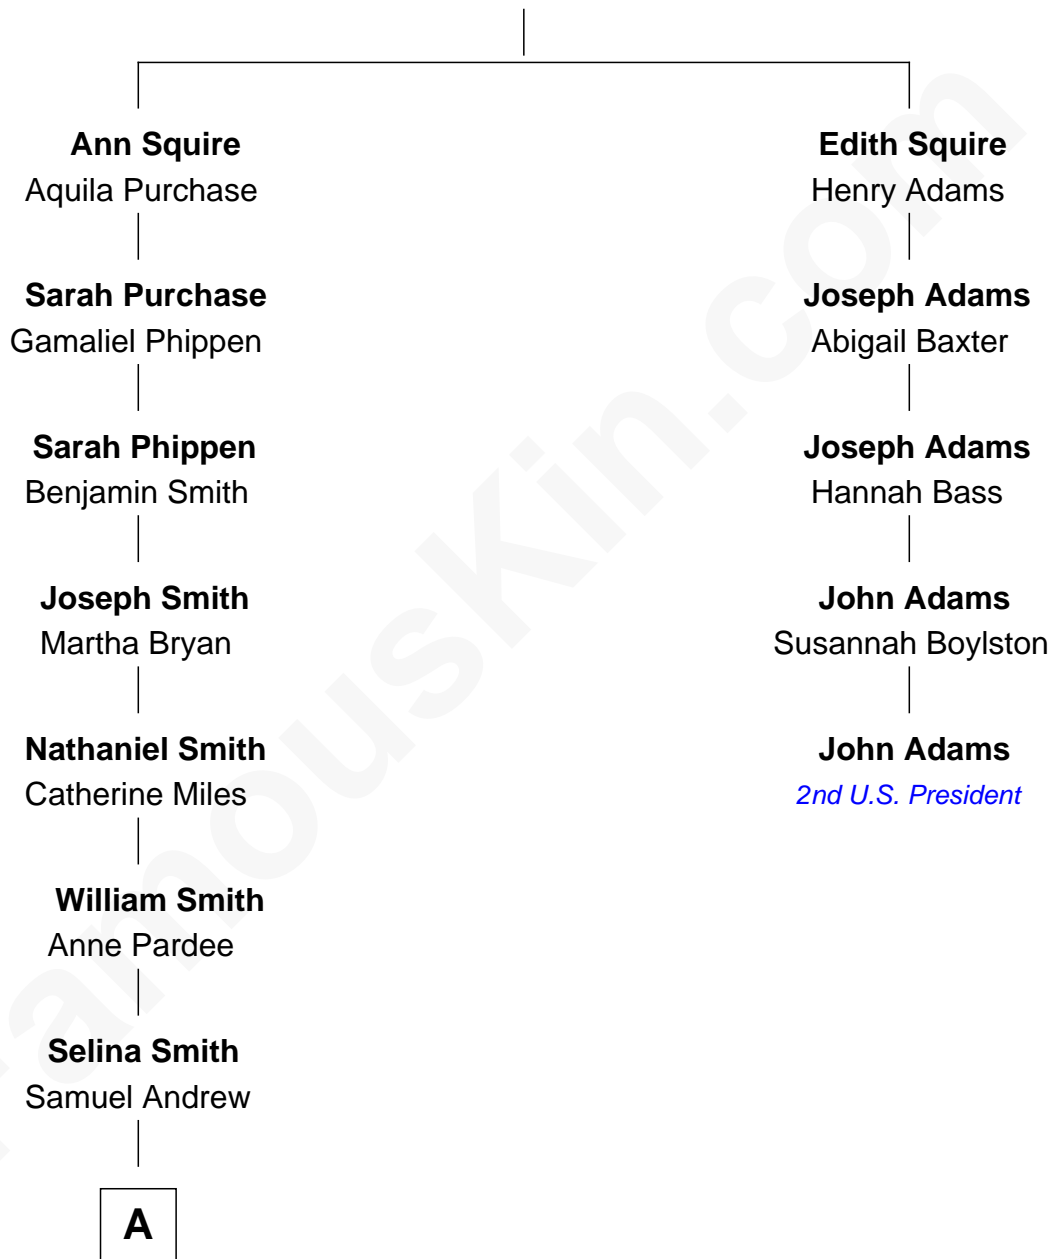 Ann Squire
Aquila Purchase
Sarah Purchase
Gamaliel Phippen
Sarah Phippen
Benjamin Smith
Joseph Smith
Martha Bryan
Nathaniel Smith
Catherine Miles
William Smith
Anne Pardee
Selina Smith
Samuel Andrew
A
Edith Squire
Henry Adams
Joseph Adams
Abigail Baxter
Joseph Adams
Hannah Bass
John Adams
Susannah Boylston
John Adams
2nd U.S. President
FamousKin.com